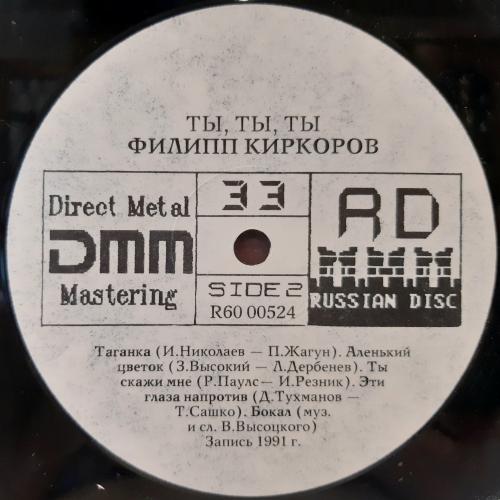 ТЫ, ТЫ, ТЫ
ФИЛИПП КИРКОРОВ
Direct Metal
DMM
Mastering
33
SIDE 2
R60 00524
RD
RUSSIAN DISC
Таганка (И.Николаев — П.Жагун). Аленький
цветок (З.Высокий — Л.Дербенев). Ты
скажи мне (Р.Паулс— И.Резник). Эти
глаза напротив (Д.Тухманов —
Т.Сашко). Бокал (муз.
и сл. В.Высоцкого)
Запись 1991 г.